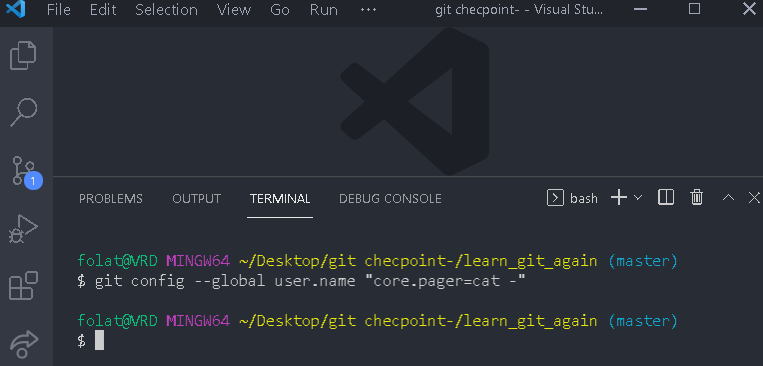 File Edit Selection View Go Run ··· git checpoint- - Visual Stu...
1
PROBLEMS OUTPUT TERMINAL DEBUG CONSOLE bash
folat@VRD MINGW64 ~/Desktop/git checpoint-/learn_git_again (master)
$ git config --global user.name "core.pager=cat -"
folat@VRD MINGW64 ~/Desktop/git checpoint-/learn_git_again (master)
$